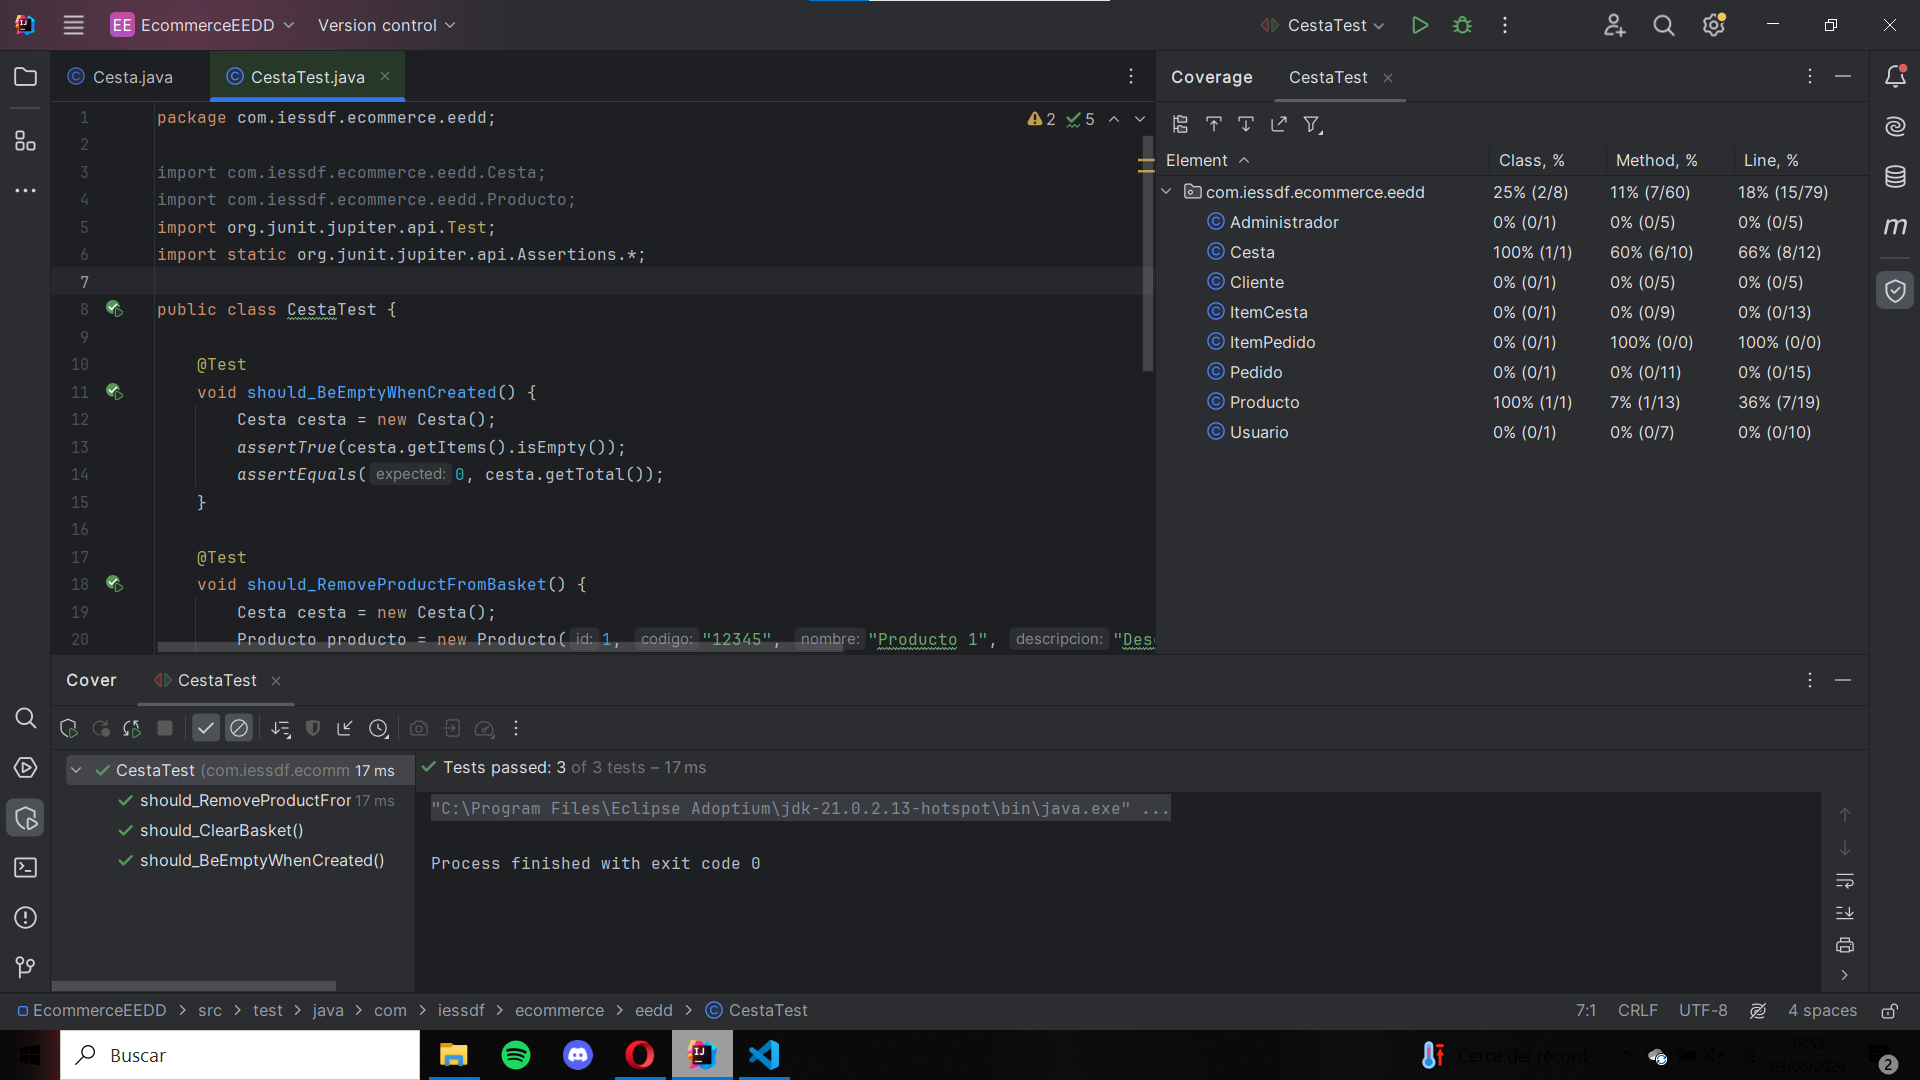 EE EcommerceEEDD Version control CestaTest
Cesta.java CestaTest.java
2 5
1 package com.iessdf.ecommerce.eedd;
2
3 import com.iessdf.ecommerce.eedd.Cesta;
4 import com.iessdf.ecommerce.eedd.Producto;
5 import org.junit.jupiter.api.Test;
6 import static org.junit.jupiter.api.Assertions.*;
7
8 public class CestaTest {
9
10 @Test
11 void should_BeEmptyWhenCreated() {
12 Cesta cesta = new Cesta();
13 assertTrue(cesta.getItems().isEmpty());
14 assertEquals( expected: 0, cesta.getTotal());
15 }
16
17 @Test
18 void should_RemoveProductFromBasket() {
19 Cesta cesta = new Cesta();
20 Producto producto = new Producto( id: 1, codigo: "12345", nombre: "Producto 1", descripcion: "Des
Coverage CestaTest
Element Class, % Method, % Line, %
com.iessdf.ecommerce.eedd 25% (2/8) 11% (7/60) 18% (15/79)
Administrador 0% (0/1) 0% (0/5) 0% (0/5)
Cesta 100% (1/1) 60% (6/10) 66% (8/12)
Cliente 0% (0/1) 0% (0/5) 0% (0/5)
ItemCesta 0% (0/1) 0% (0/9) 0% (0/13)
ItemPedido 0% (0/1) 100% (0/0) 100% (0/0)
Pedido 0% (0/1) 0% (0/11) 0% (0/15)
Producto 100% (1/1) 7% (1/13) 36% (7/19)
Usuario 0% (0/1) 0% (0/7) 0% (0/10)
m
Cover CestaTest
CestaTest (com.iessdf.ecomm 17 ms
should_RemoveProductFror 17 ms
should_ClearBasket()
should_BeEmptyWhenCreated()
Tests passed: 3 of 3 tests – 17 ms
"C:\Program Files\Eclipse Adoptium\jdk-21.0.2.13-hotspot\bin\java.exe" ...
Process finished with exit code 0
EcommerceEEDD > src > test > java > com > iessdf > ecommerce > eedd > CestaTest
7:1 CRLF UTF-8 4 spaces
Buscar
Cerca del récord
19:53
03/06/2024
2